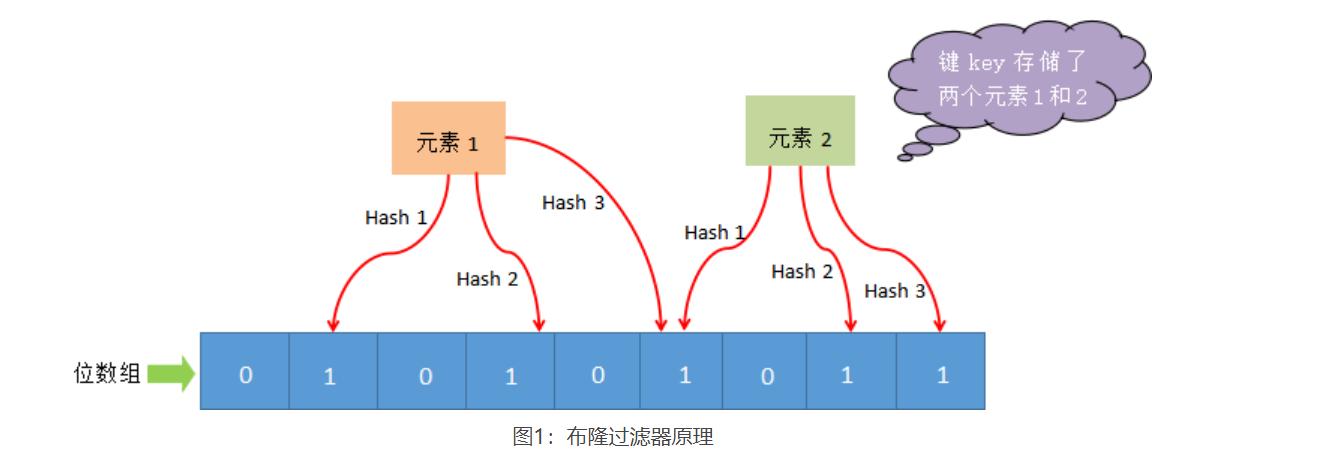 键 key 存储了
两个元素1和2
元素 1
元素 2
Hash 1
Hash 2
Hash 3
Hash 1
Hash 2
Hash 3
位数组
0 1 0 1 0 1 0 1 1
图1：布隆过滤器原理